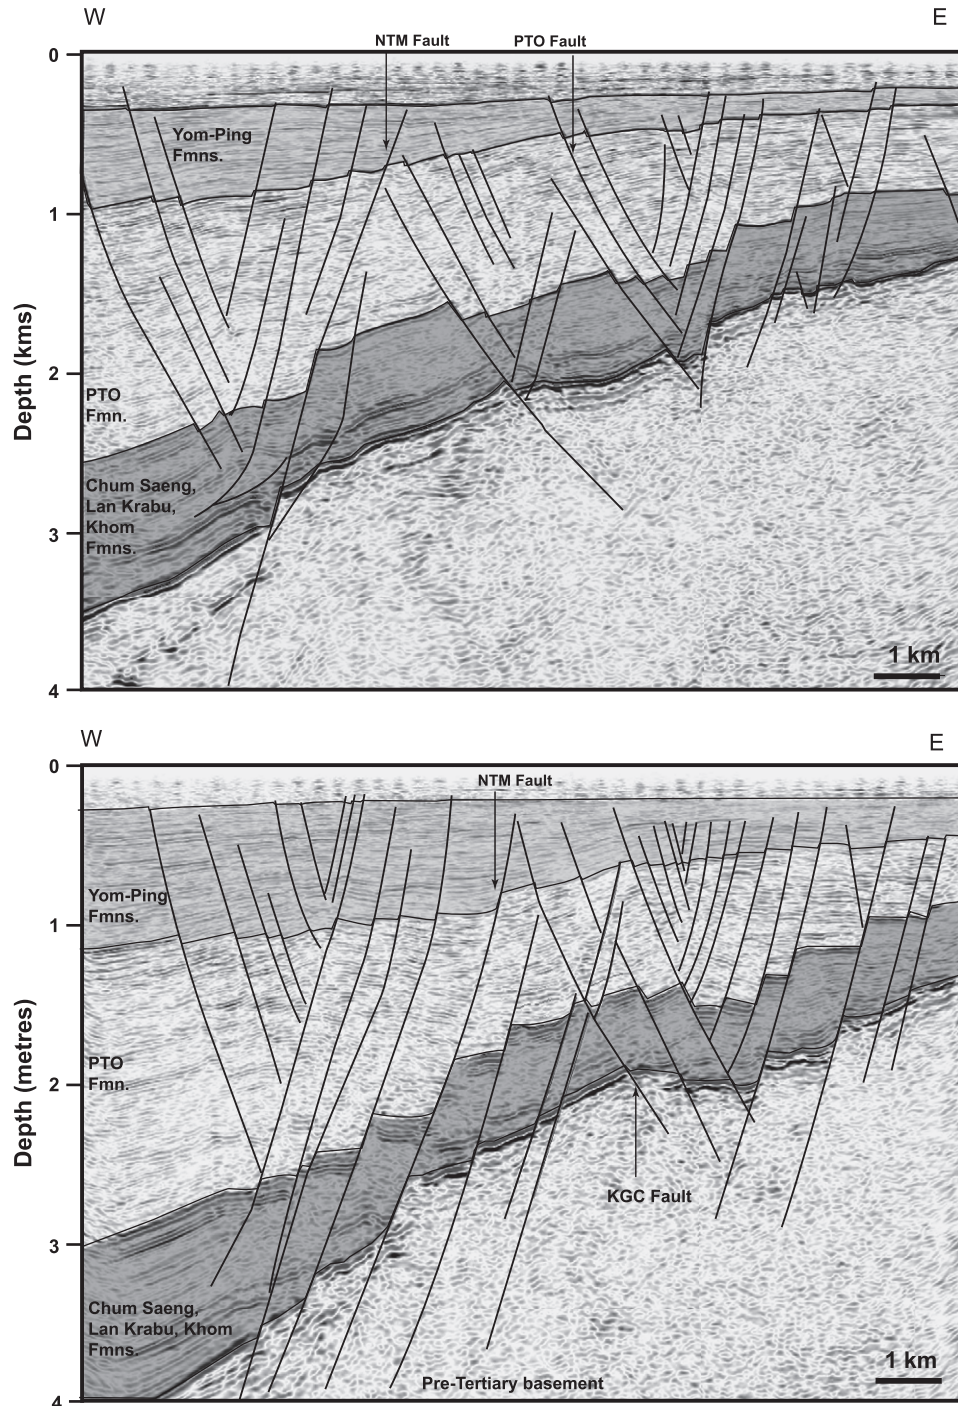 W
E
NTM Fault
PTO Fault
0
Yom-Ping
Fmns.
1
Depth (kms)
2
PTO
Fmn.
Chum Saeng,
Lan Krabu,
Khom
Fmns.
3
1 km
4
W
E
0
NTM Fault
Yom-Ping
Fmns.
1
Depth (metres)
PTO
Fmn.
2
KGC Fault
3
Chum Saeng,
Lan Krabu, Khom
Fmns.
1 km
Pre-Tertiary basement
4